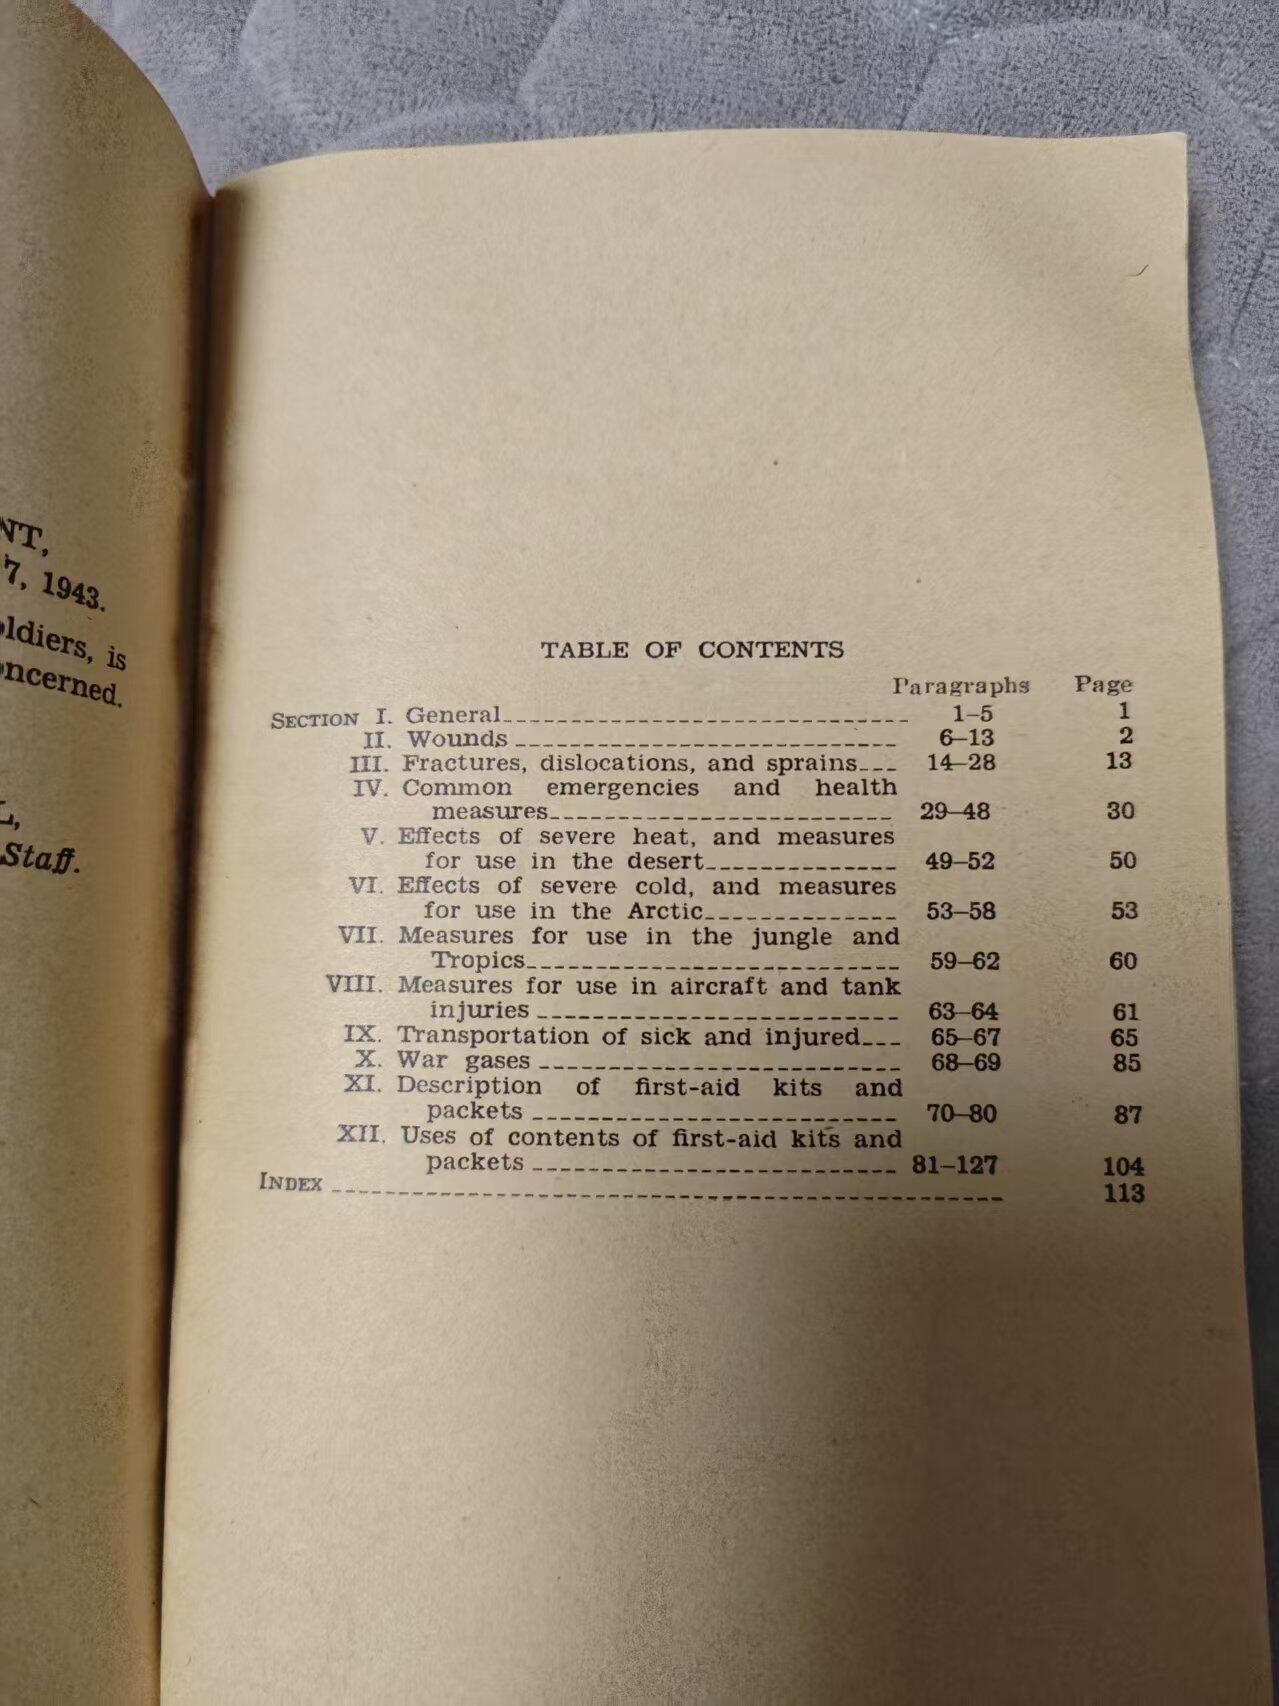 NT,
7, 1943.
oldiers, is
oncerned.
L,
Staff.
TABLE OF CONTENTS
Paragraphs Page
SECTION I. General 1–5 1
II. Wounds 6–13 2
III. Fractures, dislocations, and sprains 14–28 13
IV. Common emergencies and health
measures 29–48 30
V. Effects of severe heat, and measures
for use in the desert 49–52 50
VI. Effects of severe cold, and measures
for use in the Arctic 53–58 53
VII. Measures for use in the jungle and
Tropics 59–62 60
VIII. Measures for use in aircraft and tank
injuries 63–64 61
IX. Transportation of sick and injured 65–67 65
X. War gases 68–69 85
XI. Description of first-aid kits and
packets 70–80 87
XII. Uses of contents of first-aid kits and
packets 81–127 104
INDEX 113